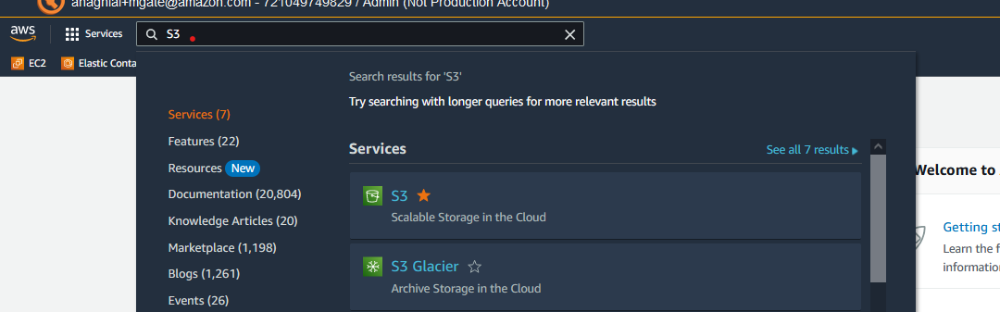 anaghlal+mgate@amazon.com - 721049749829 / Admin (Not Production Account)
aws
Services
S3
EC2
Elastic Conta
Search results for 'S3'
Try searching with longer queries for more relevant results
Services (7)
Features (22)
Resources New
Documentation (20,804)
Knowledge Articles (20)
Marketplace (1,198)
Blogs (1,261)
Events (26)
Services
See all 7 results
S3
Scalable Storage in the Cloud
S3 Glacier
Archive Storage in the Cloud
Welcome to
Getting st
Learn the f
informatio